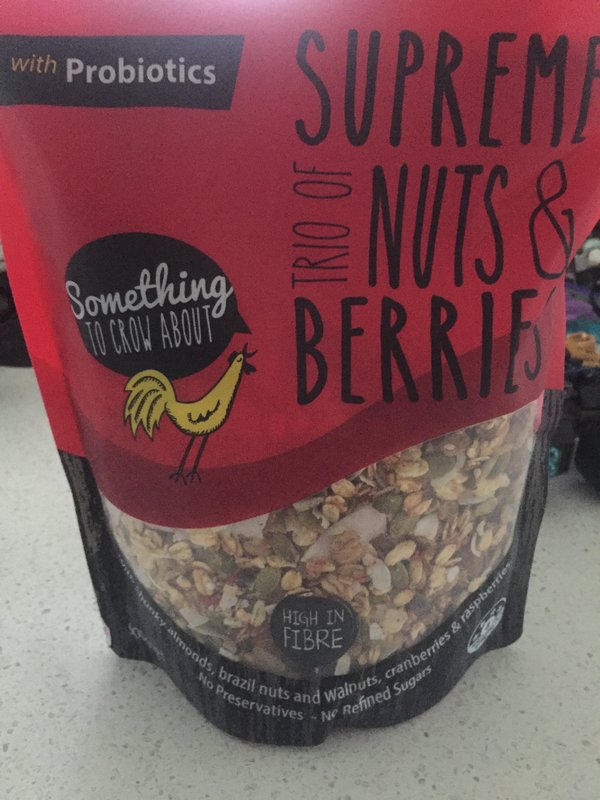 with Probiotics
SUPREME
TRIO OF
NUTS &
BERRIES
Something
TO CROW ABOUT
HIGH IN
FIBRE
chunky almonds, brazil nuts and walnuts, cranberries & raspberries
No Preservatives - No Refined Sugars